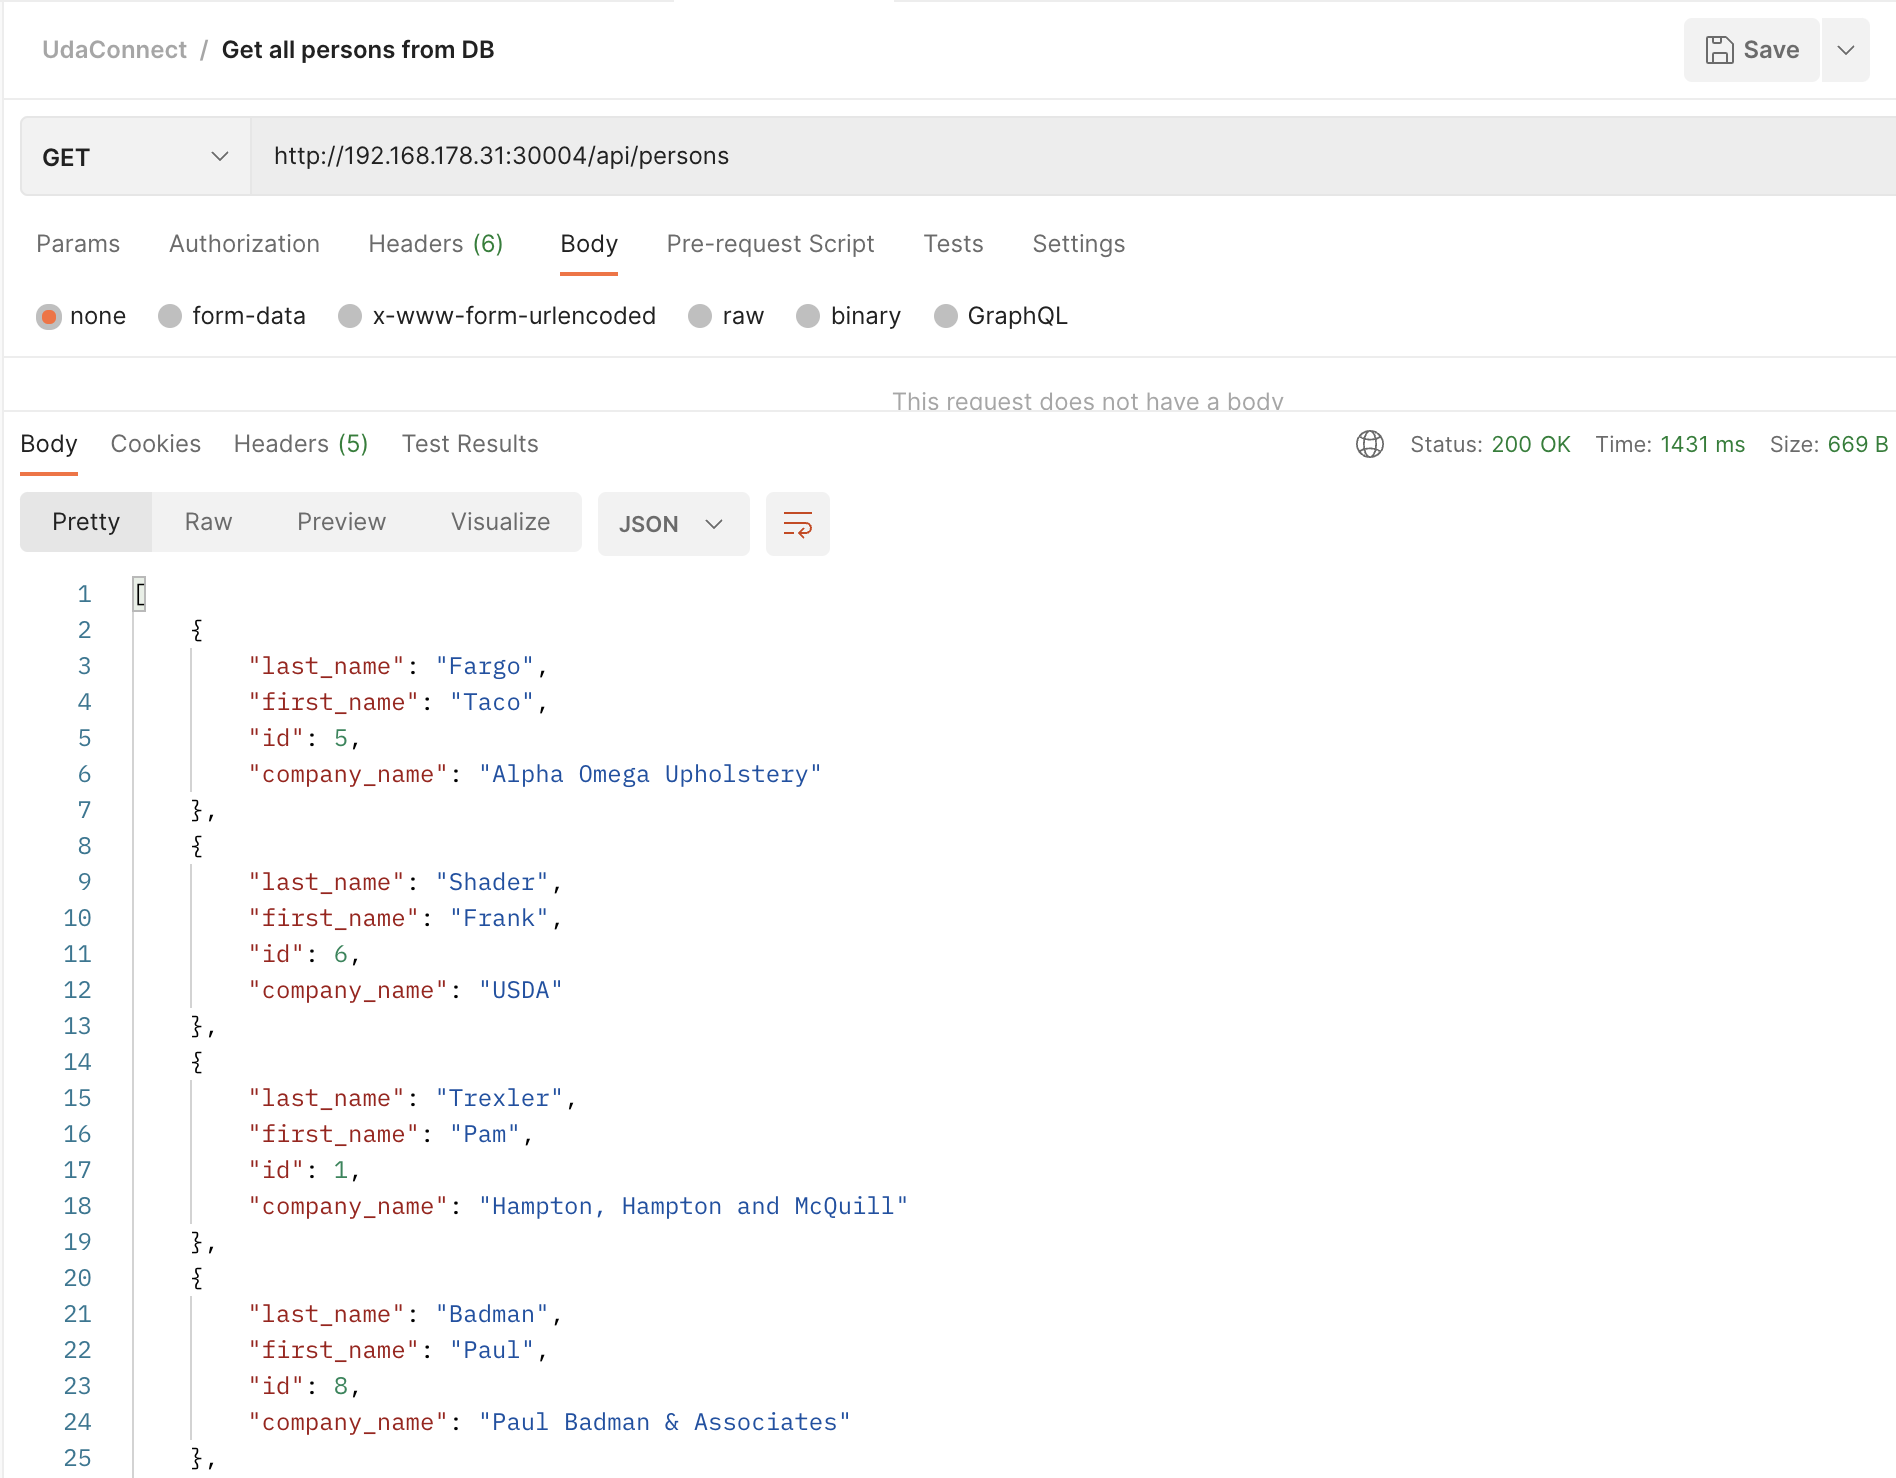 UdaConnect / Get all persons from DB
Save
GET http://192.168.178.31:30004/api/persons
Params Authorization Headers (6) Body Pre-request Script Tests Settings
none form-data x-www-form-urlencoded raw binary GraphQL
This request does not have a body
Body Cookies Headers (5) Test Results Status: 200 OK Time: 1431 ms Size: 669 B
Pretty Raw Preview Visualize JSON
1 [
2 {
3 "last_name": "Fargo",
4 "first_name": "Taco",
5 "id": 5,
6 "company_name": "Alpha Omega Upholstery"
7 },
8 {
9 "last_name": "Shader",
10 "first_name": "Frank",
11 "id": 6,
12 "company_name": "USDA"
13 },
14 {
15 "last_name": "Trexler",
16 "first_name": "Pam",
17 "id": 1,
18 "company_name": "Hampton, Hampton and McQuill"
19 },
20 {
21 "last_name": "Badman",
22 "first_name": "Paul",
23 "id": 8,
24 "company_name": "Paul Badman & Associates"
25 },